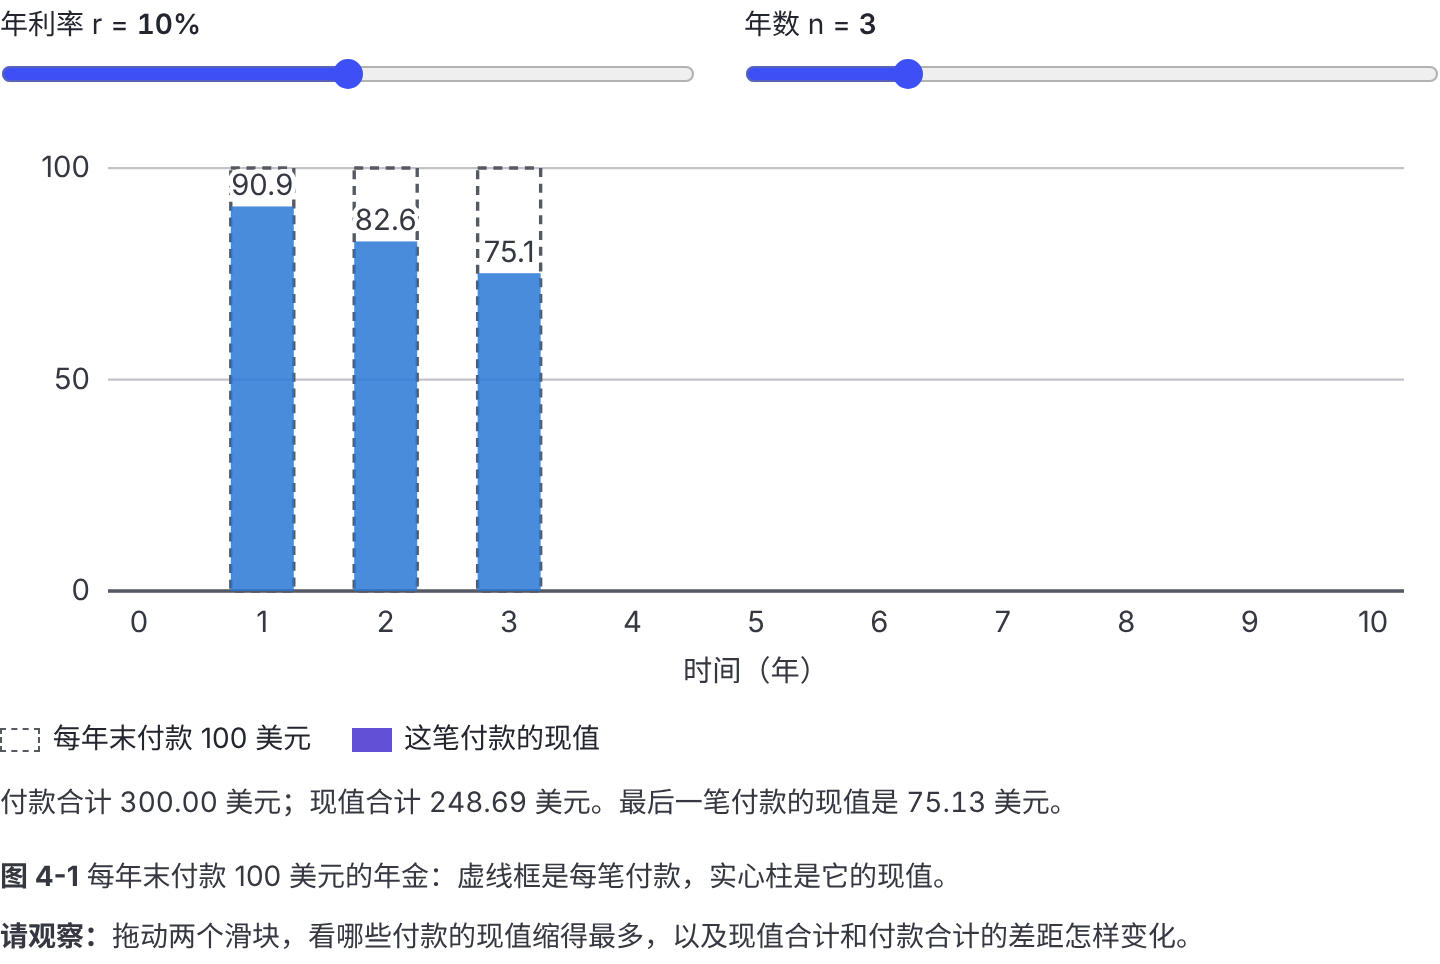 年利率 r = 10%
年数 n = 3
100
90.9
82.6
75.1
50
0
0 1 2 3 4 5 6 7 8 9 10
时间（年）
每年末付款 100 美元 这笔付款的现值
付款合计 300.00 美元；现值合计 248.69 美元。最后一笔付款的现值是 75.13 美元。
图 4-1 每年末付款 100 美元的年金：虚线框是每笔付款，实心柱是它的现值。
请观察：拖动两个滑块，看哪些付款的现值缩得最多，以及现值合计和付款合计的差距怎样变化。